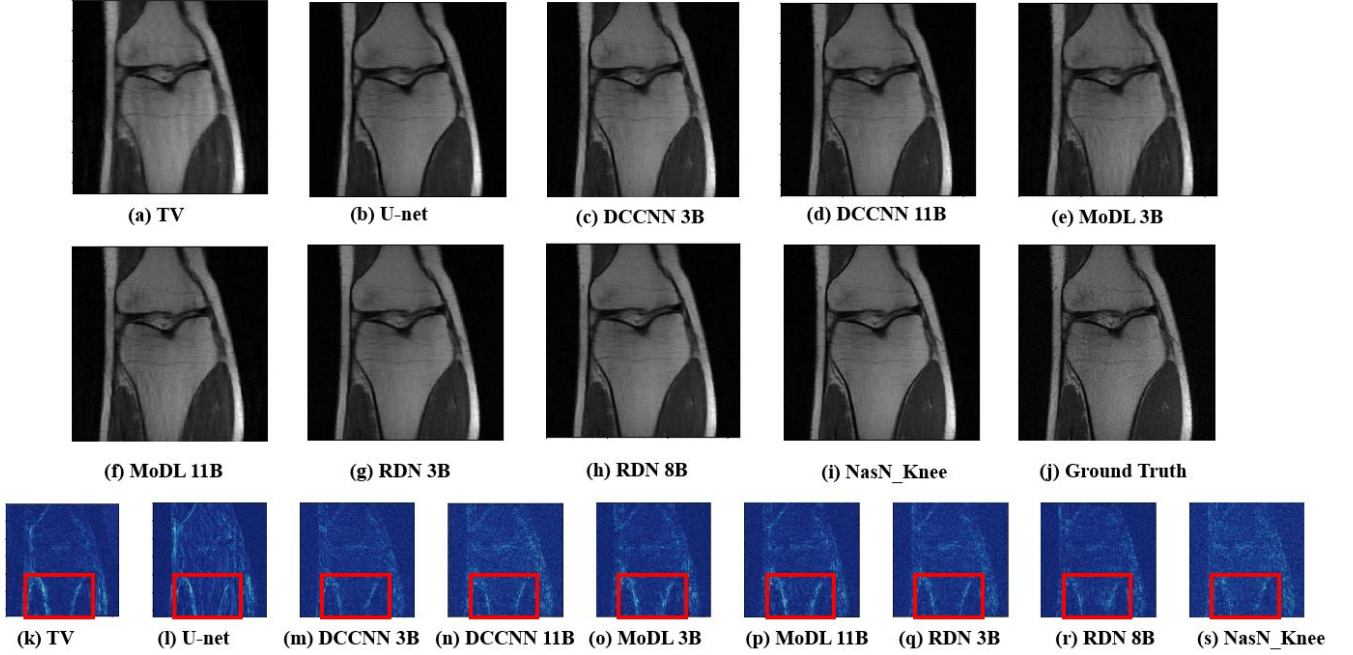 (a) TV
(b) U-net
(c) DCCNN 3B
(d) DCCNN 11B
(e) MoDL 3B
(f) MoDL 11B
(g) RDN 3B
(h) RDN 8B
(i) NasN_Knee
(j) Ground Truth
(k) TV
(l) U-net
(m) DCCNN 3B
(n) DCCNN 11B
(o) MoDL 3B
(p) MoDL 11B
(q) RDN 3B
(r) RDN 8B
(s) NasN_Knee